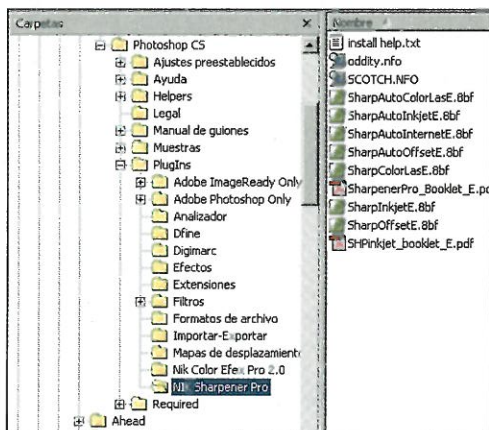 Carpetas
Photoshop CS
Ajustes preestablecidos
Ayuda
Helpers
Legal
Manual de guiones
Muestras
PlugIns
Adobe ImageReady Only
Adobe Photoshop Only
Analizador
Dfine
Digimarc
Efectos
Extensiones
Filtros
Formatos de archivo
Importar-Exportar
Mapas de desplazamient
Nik Color Efex Pro 2.0
NIK Sharpener Pro
Required
Ahead
Nombre
install help.txt
oddity.nfo
SCOTCH.NFO
SharpAutoColorLasE.8bf
SharpAutoInkjetE.8bf
SharpAutoInternetE.8bf
SharpAutoOffsetE.8bf
SharpColorLasE.8bf
SharpenerPro_Booklet_E.pd
SharpInkjetE.8bf
SharpOffsetE.8bf
SHPinkjet_booklet_E.pdf